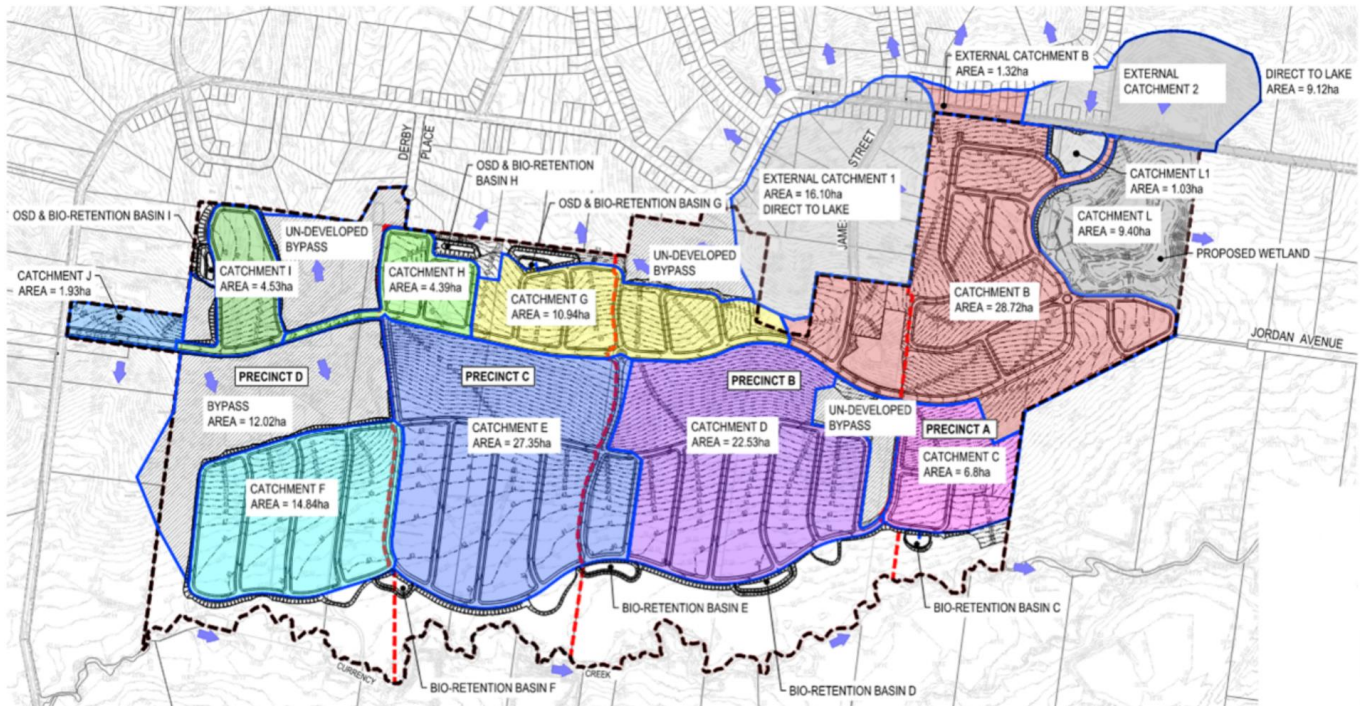 EXTERNAL CATCHMENT B
AREA = 1.32ha
EXTERNAL
CATCHMENT 2
DIRECT TO LAKE
AREA = 9.12ha
DERBY
PLACE
STREET
OSD & BIO-RETENTION
BASIN H
EXTERNAL CATCHMENT 1
AREA = 16.10ha
DIRECT TO LAKE
CATCHMENT L1
AREA = 1.03ha
OSD & BIO-RETENTION BASIN I
OSD & BIO-RETENTION BASIN G
UN-DEVELOPED
BYPASS
JAMES
CATCHMENT L
AREA = 9.40ha
PROPOSED WETLAND
UN-DEVELOPED
BYPASS
CATCHMENT J
AREA = 1.93ha
CATCHMENT I
AREA = 4.53ha
CATCHMENT H
AREA = 4.39ha
CATCHMENT G
AREA = 10.94ha
CATCHMENT B
AREA = 28.72ha
JORDAN AVENUE
PRECINCT D
PRECINCT C
PRECINCT B
BYPASS
AREA = 12.02ha
UN-DEVELOPED
BYPASS
PRECINCT A
CATCHMENT E
AREA = 27.35ha
CATCHMENT D
AREA = 22.53ha
CATCHMENT C
AREA = 6.8ha
CATCHMENT F
AREA = 14.84ha
BIO-RETENTION BASIN E
BIO-RETENTION BASIN C
CURRENCY
CREEK
BIO-RETENTION BASIN F
BIO-RETENTION BASIN D